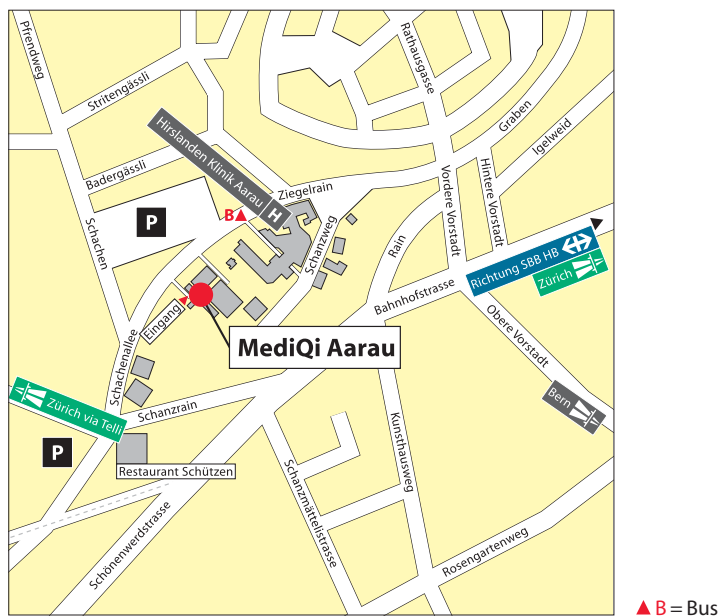 Pfrendweg
Stritengässli
Rathausgasse
Graben
Igelweid
Hirslanden Klinik Aarau H
Badergässli
Ziegelrain
Vordere Vorstadt
Hintere Vorstadt
P
B
Schachen
Schanzweg
Rain
Richtung SBB HB
Zürich
Bahnhofstrasse
Eingang
Obere Vorstadt
MediQi Aarau
Schachenallee
Bern
Zürich via Telli
Schanzrain
Kunsthausweg
P
Restaurant Schützen
Schanzmättelistrasse
Schönenwerdstrasse
Rosengartenweg
B = Bus